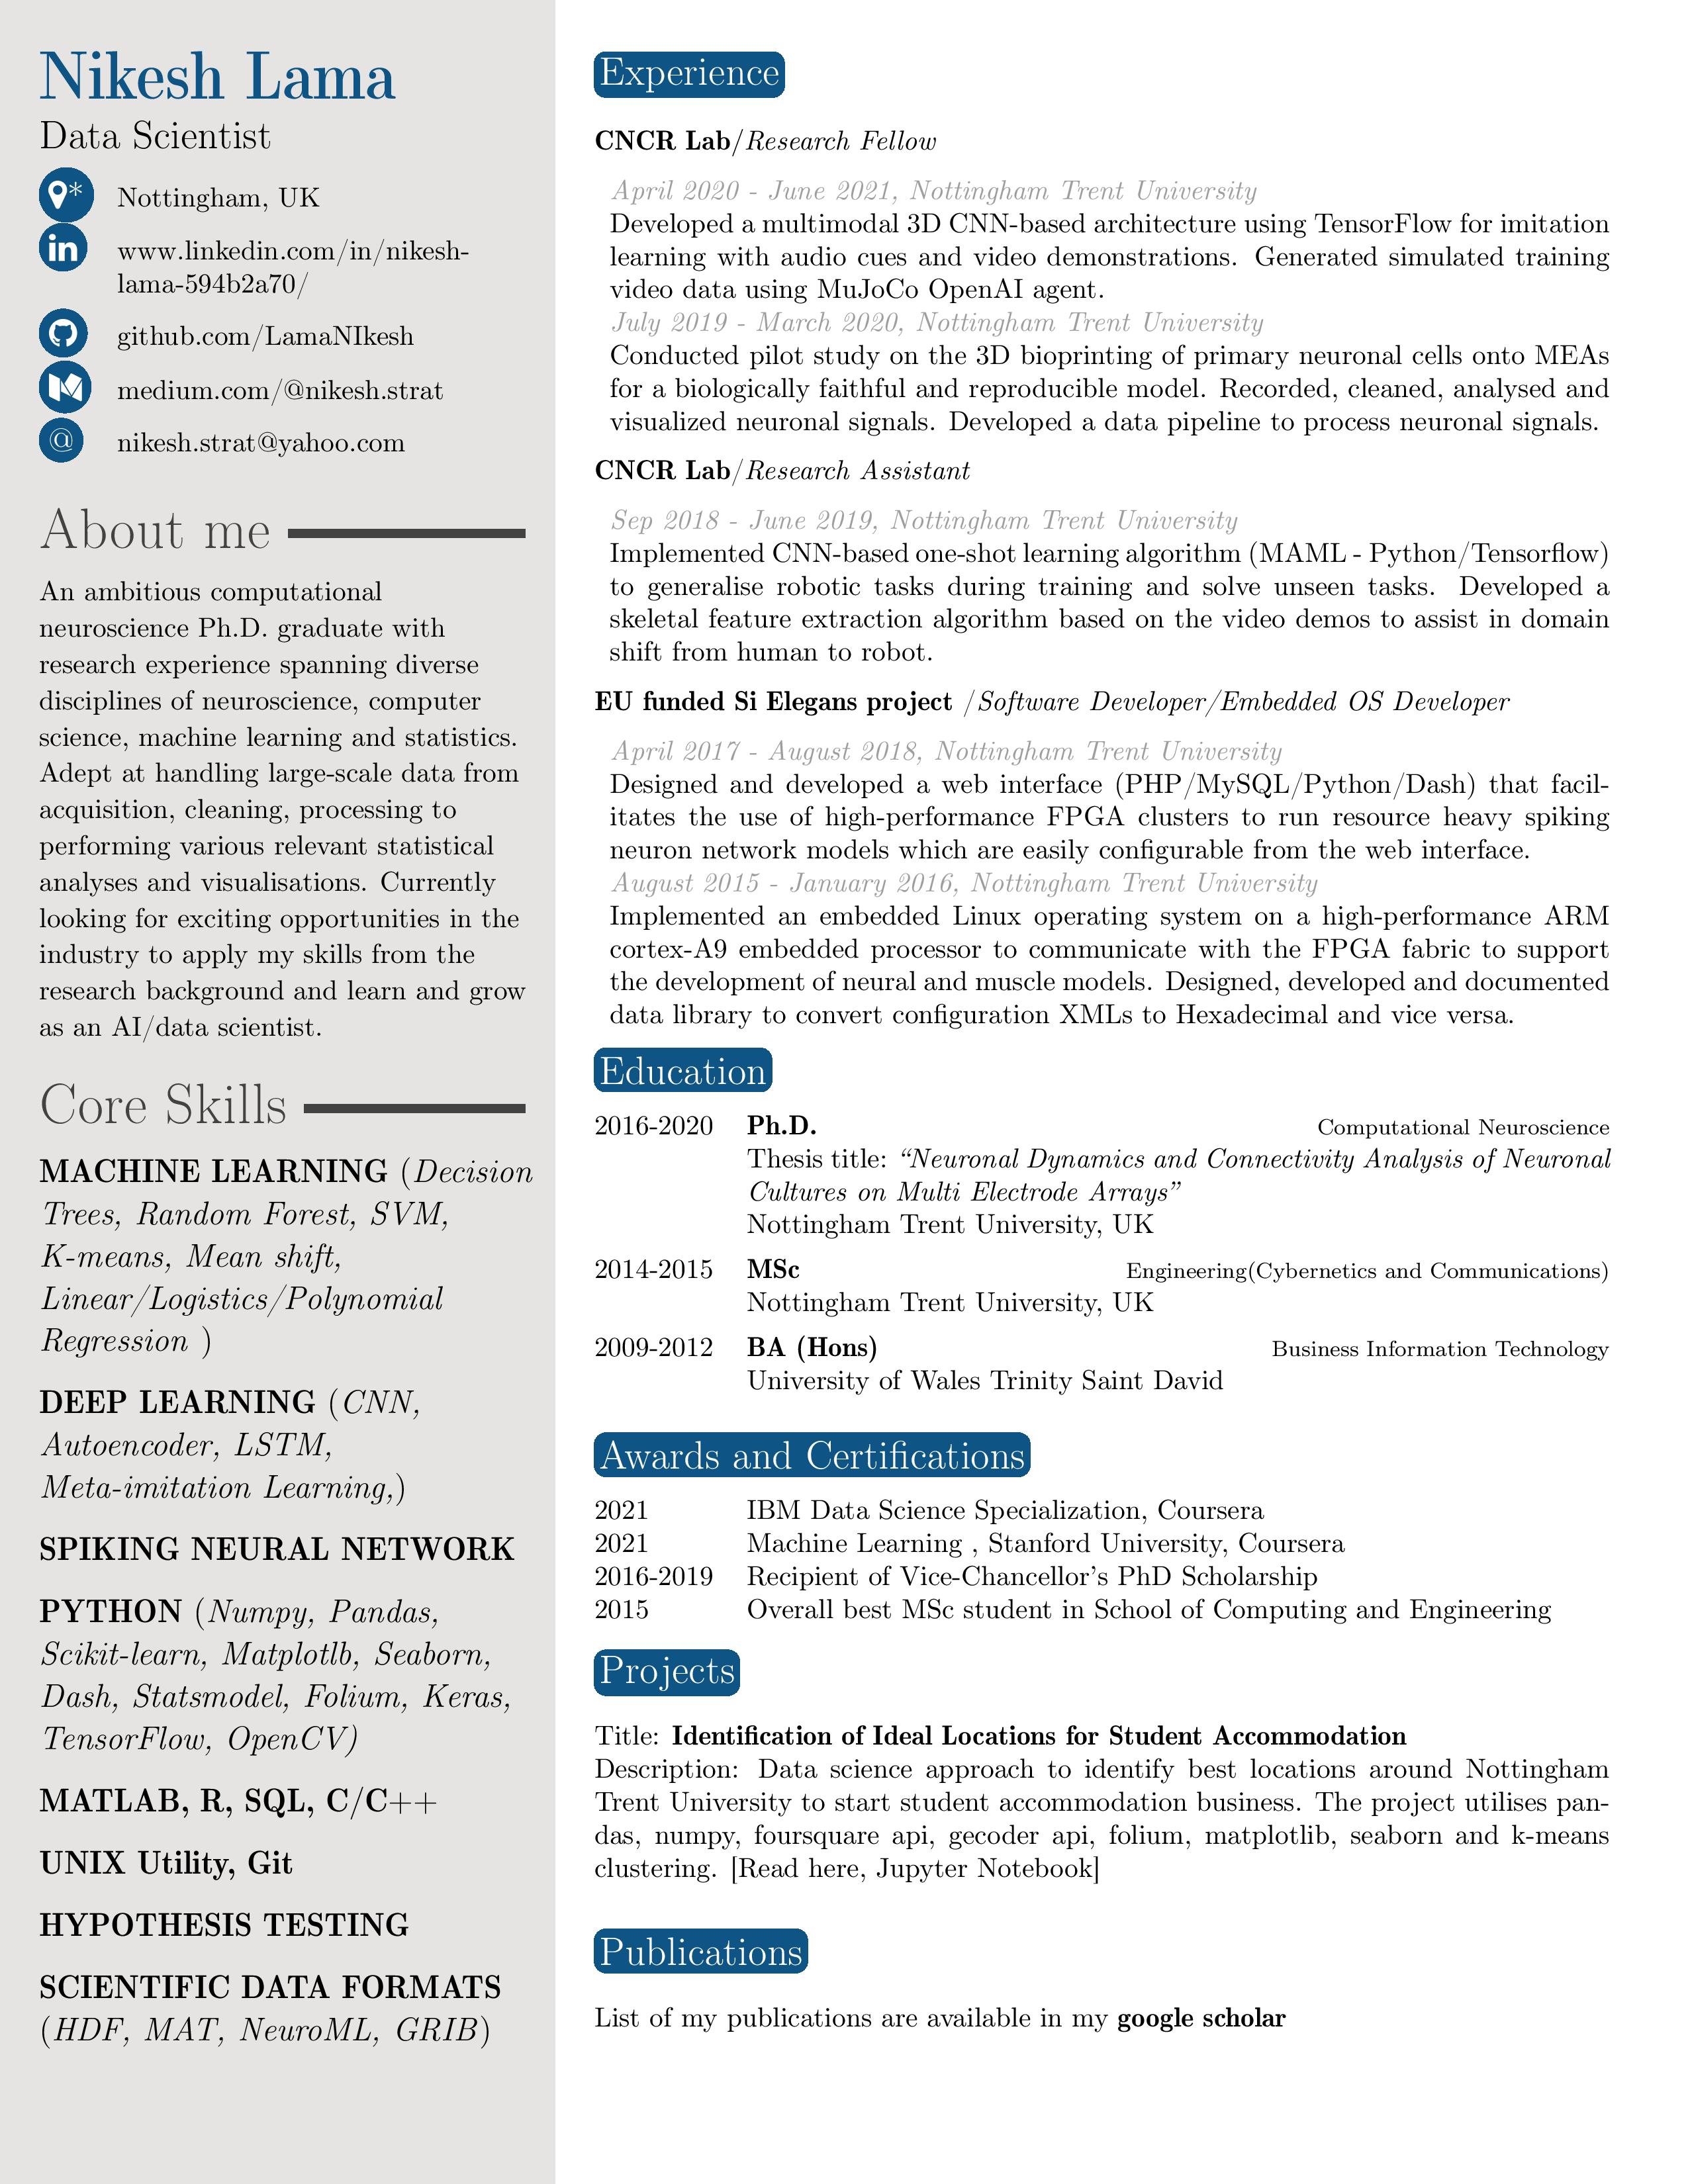 Nikesh Lama
Data Scientist
*
Nottingham, UK
in
www.linkedin.com/in/nikesh-
lama-594b2a70/
github.com/LamaNIkesh
medium.com/@nikesh.strat
@
nikesh.strat@yahoo.com
About me
An ambitious computational
neuroscience Ph.D. graduate with
research experience spanning diverse
disciplines of neuroscience, computer
science, machine learning and statistics.
Adept at handling large-scale data from
acquisition, cleaning, processing to
performing various relevant statistical
analyses and visualisations. Currently
looking for exciting opportunities in the
industry to apply my skills from the
research background and learn and grow
as an AI/data scientist.
Core Skills
MACHINE LEARNING (Decision
Trees, Random Forest, SVM,
K-means, Mean shift,
Linear/Logistics/Polynomial
Regression )
DEEP LEARNING (CNN,
Autoencoder, LSTM,
Meta-imitation Learning,)
SPIKING NEURAL NETWORK
PYTHON (Numpy, Pandas,
Scikit-learn, Matplotlb, Seaborn,
Dash, Statsmodel, Folium, Keras,
TensorFlow, OpenCV)
MATLAB, R, SQL, C/C++
UNIX Utility, Git
HYPOTHESIS TESTING
SCIENTIFIC DATA FORMATS
(HDF, MAT, NeuroML, GRIB)
Experience
CNCR Lab/Research Fellow
April 2020 - June 2021, Nottingham Trent University
Developed a multimodal 3D CNN-based architecture using TensorFlow for imitation
learning with audio cues and video demonstrations. Generated simulated training
video data using MuJoCo OpenAI agent.
July 2019 - March 2020, Nottingham Trent University
Conducted pilot study on the 3D bioprinting of primary neuronal cells onto MEAs
for a biologically faithful and reproducible model. Recorded, cleaned, analysed and
visualized neuronal signals. Developed a data pipeline to process neuronal signals.
CNCR Lab/Research Assistant
Sep 2018 - June 2019, Nottingham Trent University
Implemented CNN-based one-shot learning algorithm (MAML - Python/Tensorflow)
to generalise robotic tasks during training and solve unseen tasks. Developed a
skeletal feature extraction algorithm based on the video demos to assist in domain
shift from human to robot.
EU funded Si Elegans project /Software Developer/Embedded OS Developer
April 2017 - August 2018, Nottingham Trent University
Designed and developed a web interface (PHP/MySQL/Python/Dash) that facil-
itates the use of high-performance FPGA clusters to run resource heavy spiking
neuron network models which are easily configurable from the web interface.
August 2015 - January 2016, Nottingham Trent University
Implemented an embedded Linux operating system on a high-performance ARM
cortex-A9 embedded processor to communicate with the FPGA fabric to support
the development of neural and muscle models. Designed, developed and documented
data library to convert configuration XMLs to Hexadecimal and vice versa.
Education
2016-2020 Ph.D. Computational Neuroscience
Thesis title: “Neuronal Dynamics and Connectivity Analysis of Neuronal
Cultures on Multi Electrode Arrays”
Nottingham Trent University, UK
2014-2015 MSc Engineering(Cybernetics and Communications)
Nottingham Trent University, UK
2009-2012 BA (Hons) Business Information Technology
University of Wales Trinity Saint David
Awards and Certifications
2021 IBM Data Science Specialization, Coursera
2021 Machine Learning , Stanford University, Coursera
2016-2019 Recipient of Vice-Chancellor’s PhD Scholarship
2015 Overall best MSc student in School of Computing and Engineering
Projects
Title: Identification of Ideal Locations for Student Accommodation
Description: Data science approach to identify best locations around Nottingham
Trent University to start student accommodation business. The project utilises pan-
das, numpy, foursquare api, gecoder api, folium, matplotlib, seaborn and k-means
clustering. [Read here, Jupyter Notebook]
Publications
List of my publications are available in my google scholar